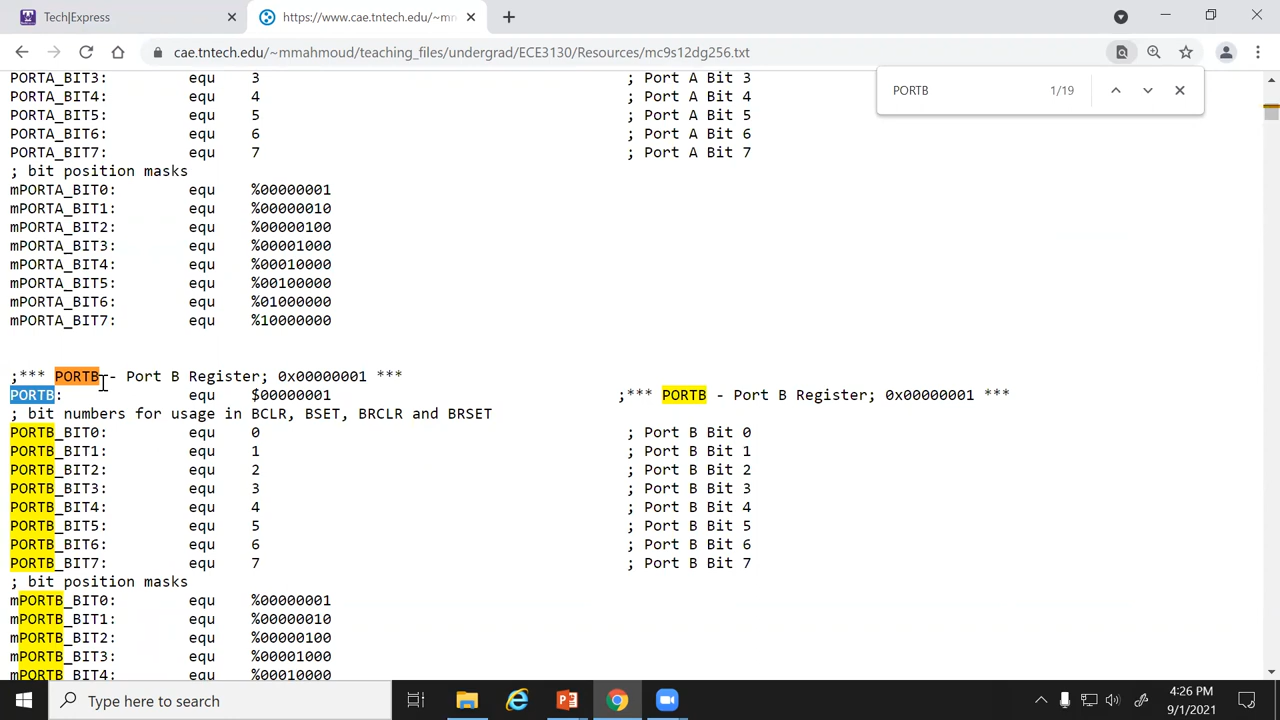 Tech|Express
https://www.cae.tntech.edu/~mn
cae.tntech.edu/~mmahmoud/teaching_files/undergrad/ECE3130/Resources/mc9s12dg256.txt
PORTB 1/19
PORTA_BIT3: equ 3 ; Port A Bit 3
PORTA_BIT4: equ 4 ; Port A Bit 4
PORTA_BIT5: equ 5 ; Port A Bit 5
PORTA_BIT6: equ 6 ; Port A Bit 6
PORTA_BIT7: equ 7 ; Port A Bit 7
; bit position masks
mPORTA_BIT0: equ %00000001
mPORTA_BIT1: equ %00000010
mPORTA_BIT2: equ %00000100
mPORTA_BIT3: equ %00001000
mPORTA_BIT4: equ %00010000
mPORTA_BIT5: equ %00100000
mPORTA_BIT6: equ %01000000
mPORTA_BIT7: equ %10000000
;*** PORTB - Port B Register; 0x00000001 ***
PORTB: equ $00000001 ;*** PORTB - Port B Register; 0x00000001 ***
; bit numbers for usage in BCLR, BSET, BRCLR and BRSET
PORTB_BIT0: equ 0 ; Port B Bit 0
PORTB_BIT1: equ 1 ; Port B Bit 1
PORTB_BIT2: equ 2 ; Port B Bit 2
PORTB_BIT3: equ 3 ; Port B Bit 3
PORTB_BIT4: equ 4 ; Port B Bit 4
PORTB_BIT5: equ 5 ; Port B Bit 5
PORTB_BIT6: equ 6 ; Port B Bit 6
PORTB_BIT7: equ 7 ; Port B Bit 7
; bit position masks
mPORTB_BIT0: equ %00000001
mPORTB_BIT1: equ %00000010
mPORTB_BIT2: equ %00000100
mPORTB_BIT3: equ %00001000
mPORTB_BIT4: equ %00010000
Type here to search
4:26 PM
9/1/2021